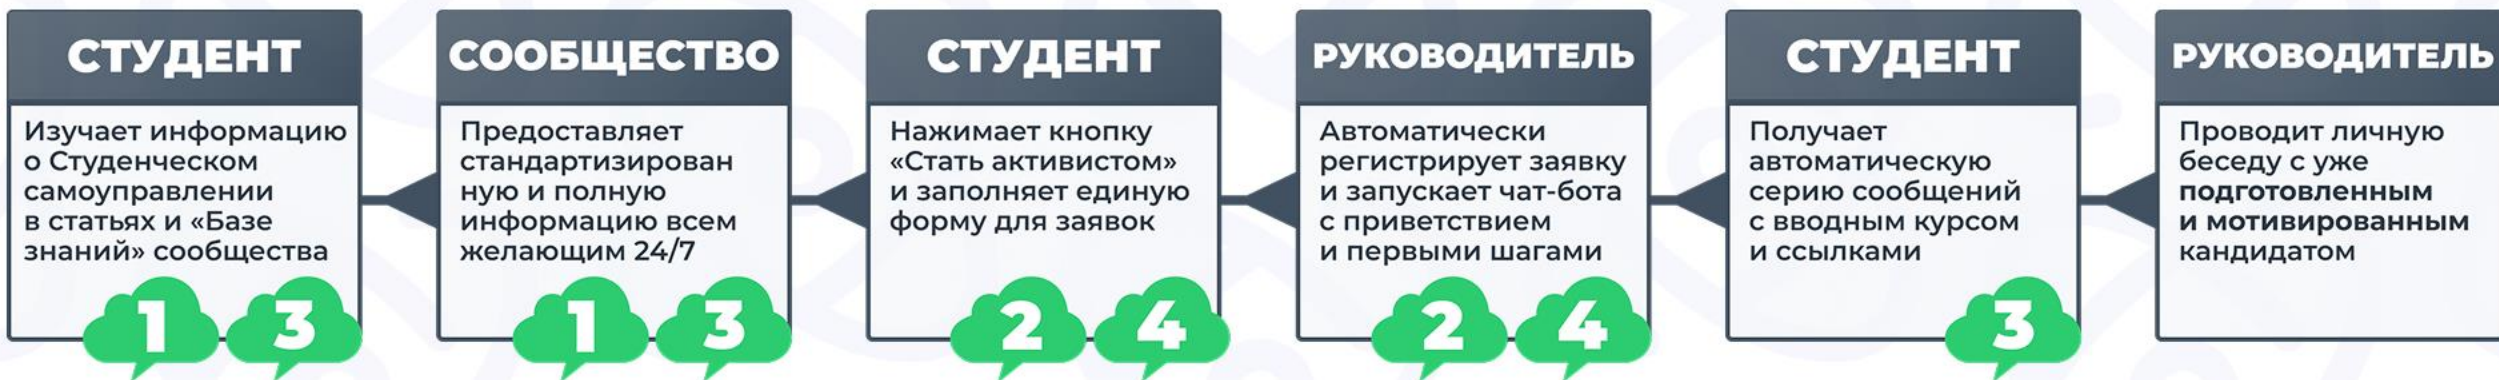 СТУДЕНТ
Изучает информацию
о Студенческом
самоуправлении
в статьях и «Базе
знаний» сообщества
1 3
СООБЩЕСТВО
Предоставляет
стандартизирован
ную и полную
информацию всем
желающим 24/7
1 3
СТУДЕНТ
Нажимает кнопку
«Стать активистом»
и заполняет единую
форму для заявок
2 4
РУКОВОДИТЕЛЬ
Автоматически
регистрирует заявку
и запускает чат-бота
с приветствием
и первыми шагами
2 4
СТУДЕНТ
Получает
автоматическую
серию сообщений
с вводным курсом
и ссылками
3
РУКОВОДИТЕЛЬ
Проводит личную
беседу с уже
подготовленным
и мотивированным
кандидатом